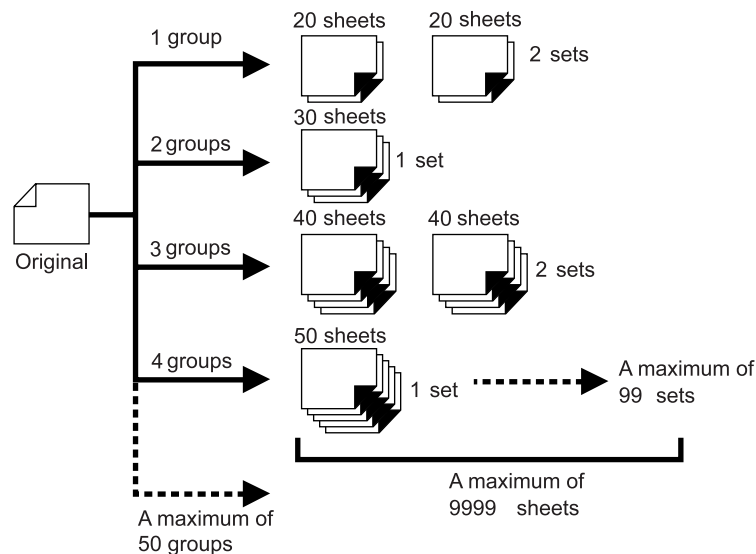 1 group
20 sheets
20 sheets
2 sets
2 groups
30 sheets
1 set
Original
3 groups
40 sheets
40 sheets
2 sets
4 groups
50 sheets
1 set
A maximum of
99 sets
A maximum of
9999 sheets
A maximum of
50 groups